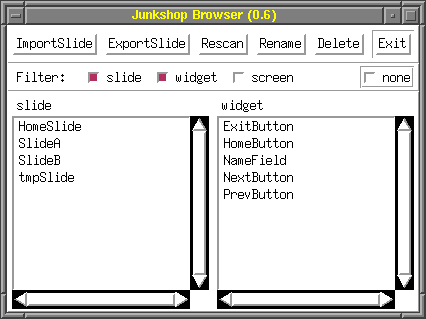 Junkshop Browser (0.6)
ImportSlide ExportSlide Rescan Rename Delete Exit
Filter: slide widget screen none
slide
HomeSlide
SlideA
SlideB
tmpSlide
widget
ExitButton
HomeButton
NameField
NextButton
PrevButton